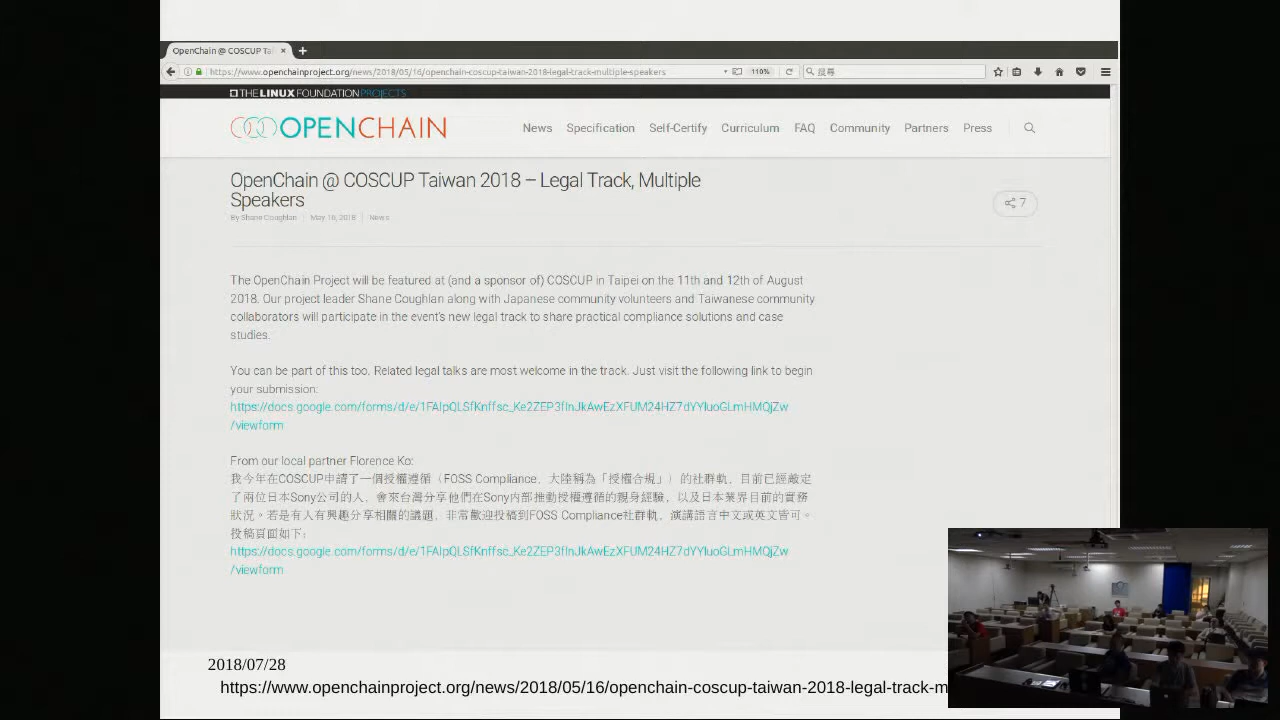 OpenChain @ COSCUP Tai
https://www.openchainproject.org/news/2018/05/16/openchain-coscup-taiwan-2018-legal-track-multiple-speakers
110%
搜尋
THE LINUX FOUNDATION PROJECTS
OPENCHAIN
News Specification Self-Certify Curriculum FAQ Community Partners Press
OpenChain @ COSCUP Taiwan 2018 – Legal Track, Multiple
Speakers
By Shane Coughlan | May 16, 2018 | News
7
The OpenChain Project will be featured at (and a sponsor of) COSCUP in Taipei on the 11th and 12th of August
2018. Our project leader Shane Coughlan along with Japanese community volunteers and Taiwanese community
collaborators will participate in the event's new legal track to share practical compliance solutions and case
studies.
You can be part of this too. Related legal talks are most welcome in the track. Just visit the following link to begin
your submission:
https://docs.google.com/forms/d/e/1FAIpQLSfKnffsc_Ke2ZEP3fInJkAwEzXFUM24HZ7dYYluoGLmHMQjZw
/viewform
From our local partner Florence Ko:
我今年在COSCUP申請了一個授權遵循（FOSS Compliance，大陸稱為「授權合規」）的社群軌，目前已經敲定
了兩位日本Sony公司的人，會來台灣分享他們在Sony内部推動授權遵循的親身經驗，以及日本業界目前的實務
狀況。若是有人有興趣分享相關的議題，非常歡迎投稿到FOSS Compliance社群軌，演講語言中文或英文皆可。
投稿頁面如下：
https://docs.google.com/forms/d/e/1FAIpQLSfKnffsc_Ke2ZEP3fInJkAwEzXFUM24HZ7dYYluoGLmHMQjZw
/viewform
2018/07/28
https://www.openchainproject.org/news/2018/05/16/openchain-coscup-taiwan-2018-legal-track-m